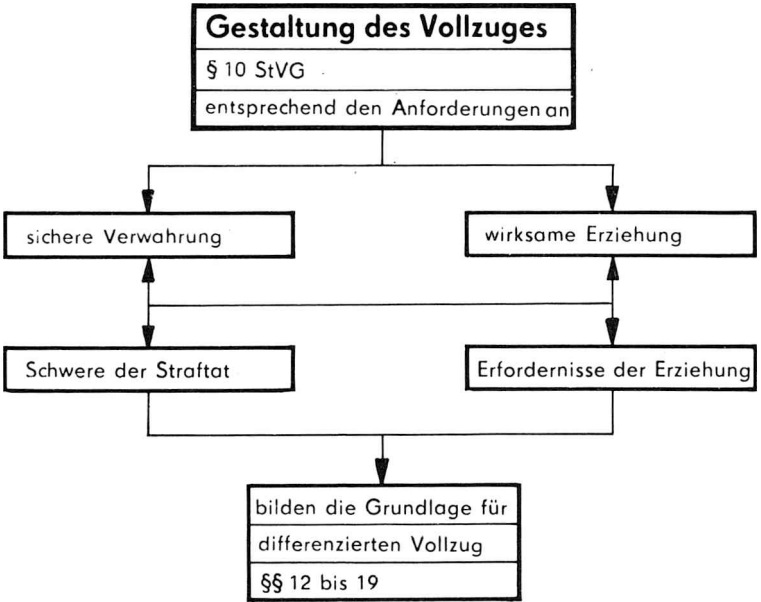 Gestaltung des Vollzuges
§ 10 StVG
entsprechend den Anforderungen an
sichere Verwahrung
wirksame Erziehung
Schwere der Straftat
Erfordernisse der Erziehung
bilden die Grundlage für
differenzierten Vollzug
§§ 12 bis 19